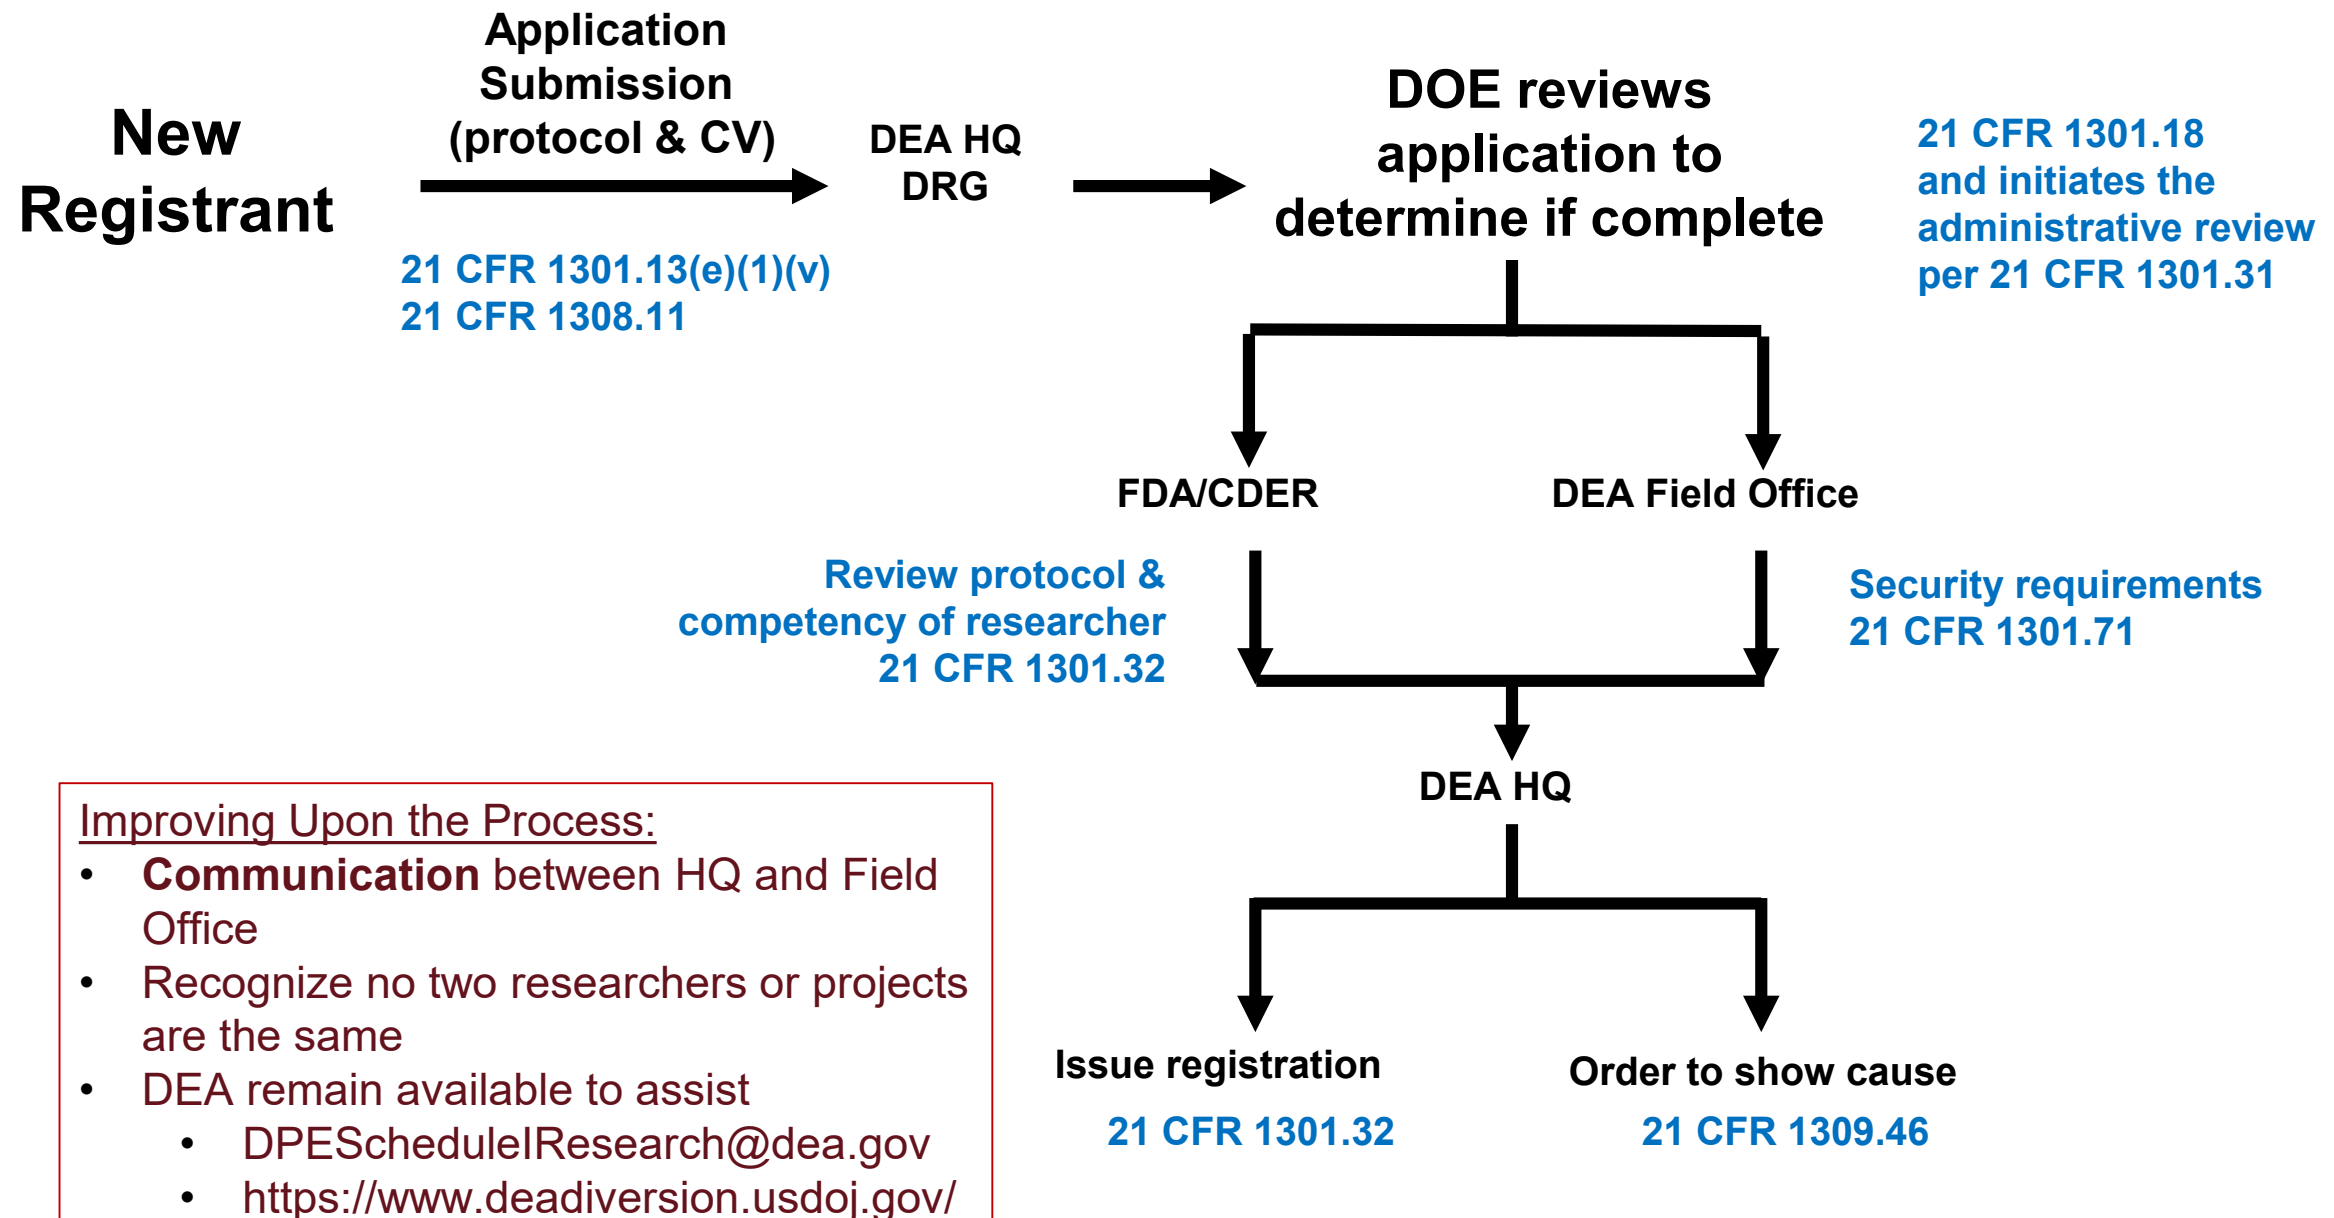 New
Registrant
Application
Submission
(protocol & CV)
21 CFR 1301.13(e)(1)(v)
21 CFR 1308.11
DEA HQ
DRG
DOE reviews
application to
determine if complete
21 CFR 1301.18
and initiates the
administrative review
per 21 CFR 1301.31
FDA/CDER
DEA Field Office
Review protocol &
competency of researcher
21 CFR 1301.32
Security requirements
21 CFR 1301.71
DEA HQ
Issue registration
21 CFR 1301.32
Order to show cause
21 CFR 1309.46
Improving Upon the Process:
• Communication between HQ and Field
Office
• Recognize no two researchers or projects
are the same
• DEA remain available to assist
• DPEScheduleIResearch@dea.gov
• https://www.deadiversion.usdoj.gov/